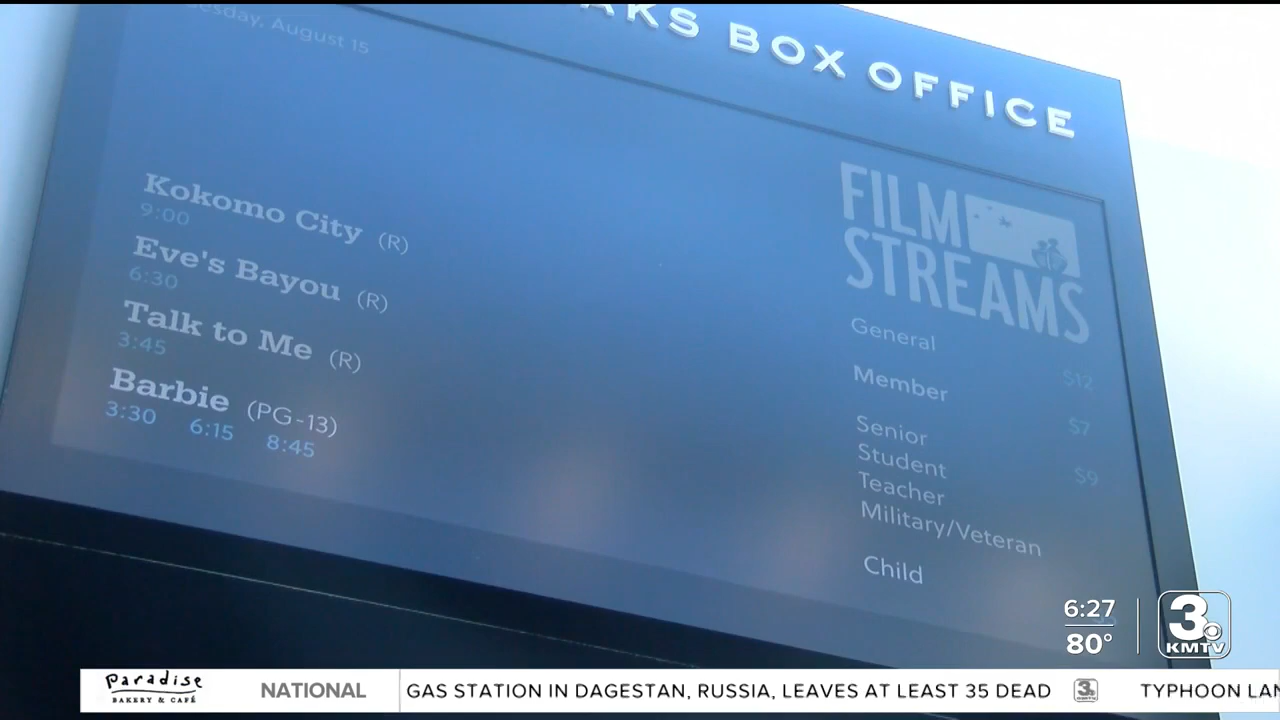 AKS BOX OFFICE
August 15
Kokomo City (R)
9:00
Eve's Bayou (R)
6:30
Talk to Me (R)
3:45
Barbie (PG-13)
3:30 6:15 8:45
FILM
STREAMS
General $12
Member $7
Senior $9
Student
Teacher
Military/Veteran
Child
6:27
80°
3
KMTV
Paradise
BAKERY & CAFÉ
NATIONAL GAS STATION IN DAGESTAN, RUSSIA, LEAVES AT LEAST 35 DEAD 3 TYPHOON LAN